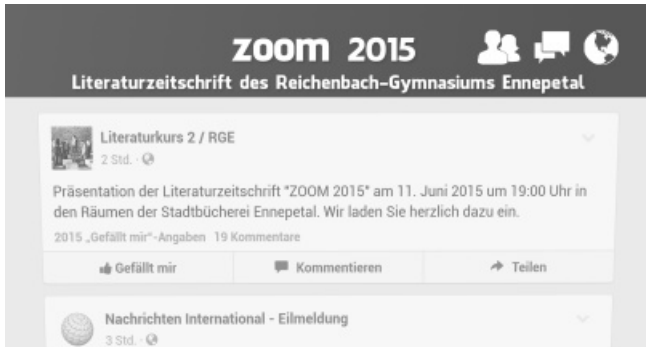 zoom 2015
Literaturzeitschrift des Reichenbach-Gymnasiums Ennepetal
Literaturkurs 2 / RGE
2 Std. ·
Präsentation der Literaturzeitschrift "ZOOM 2015" am 11. Juni 2015 um 19:00 Uhr in
den Räumen der Stadtbücherei Ennepetal. Wir laden Sie herzlich dazu ein.
2015 „Gefällt mir“-Angaben 19 Kommentare
Gefällt mir Kommentieren Teilen
Nachrichten International - Eilmeldung
3 Std. ·